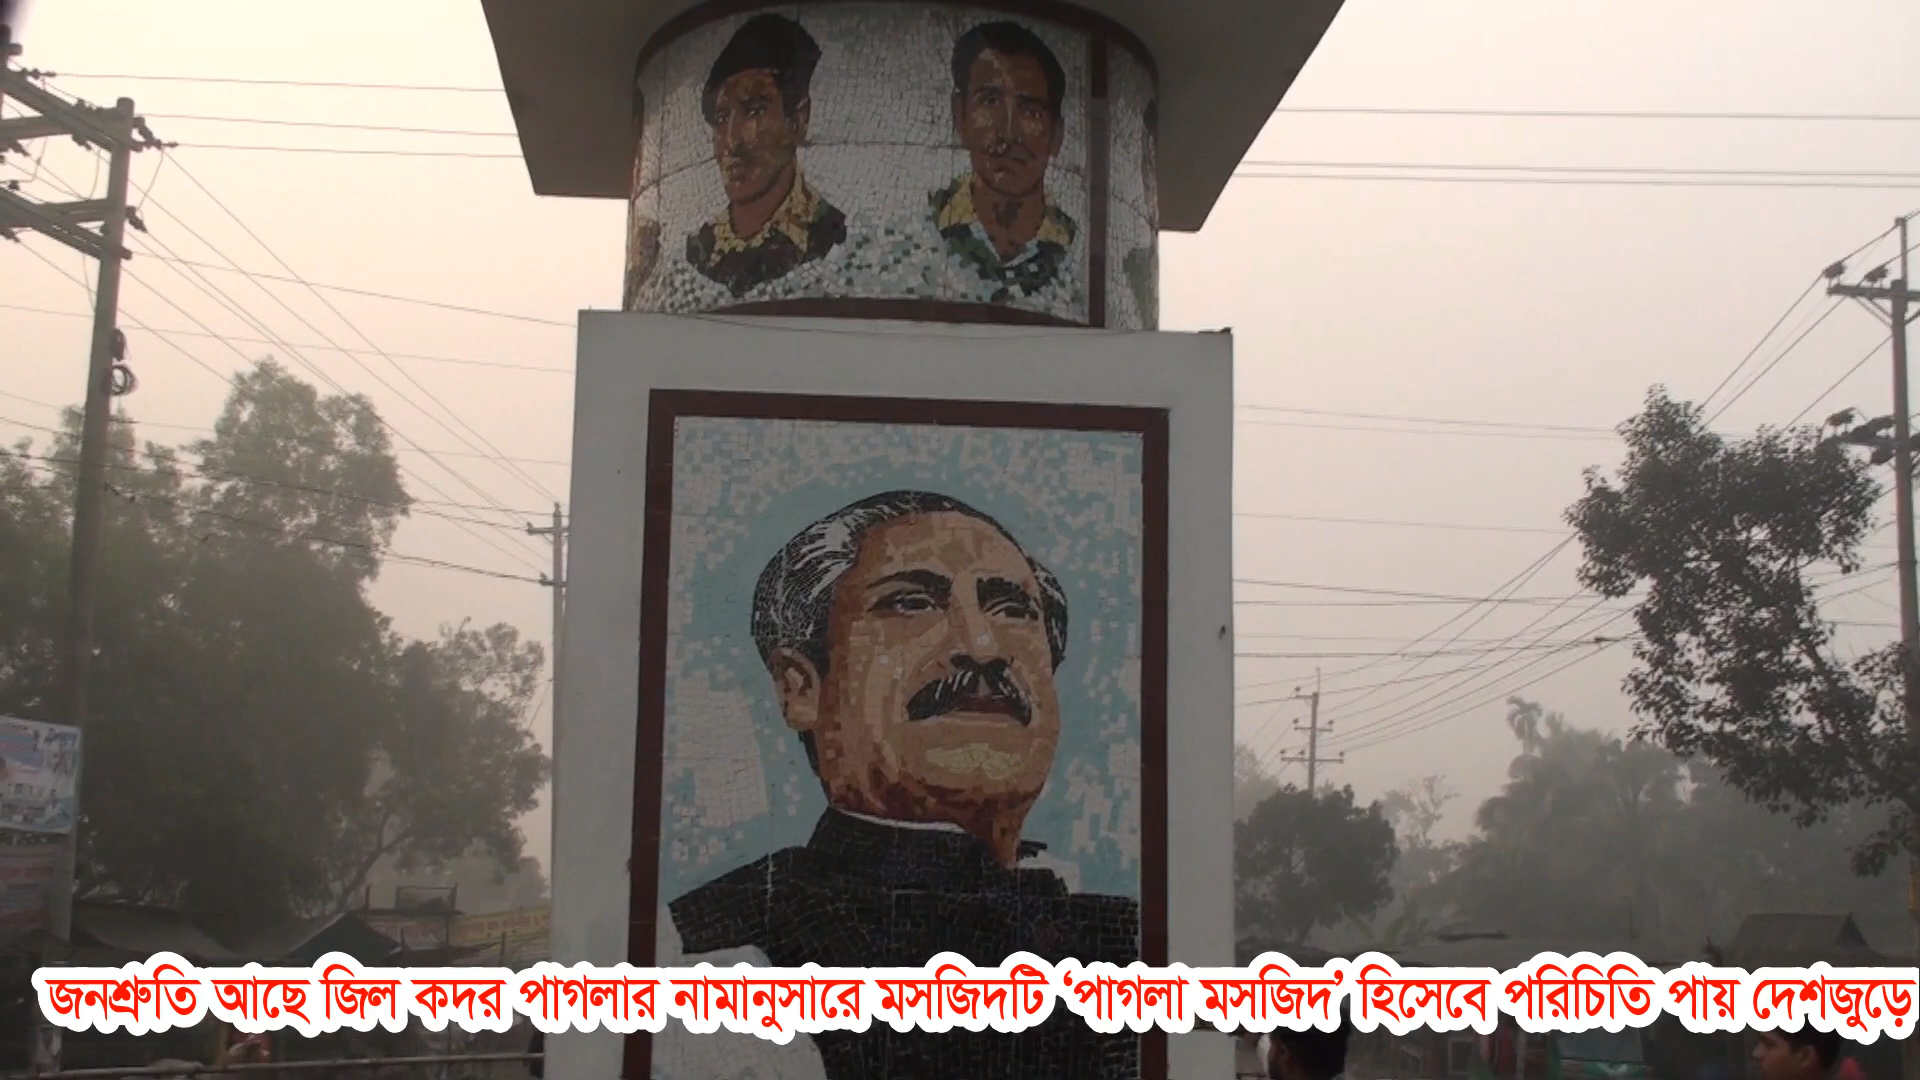 জনশ্রুতি আছে জিল কদর পাগলার নামানুসারে মসজিদটি ‘পাগলা মসজিদ’ হিসেবে পরিচিতি পায় দেশজুড়ে